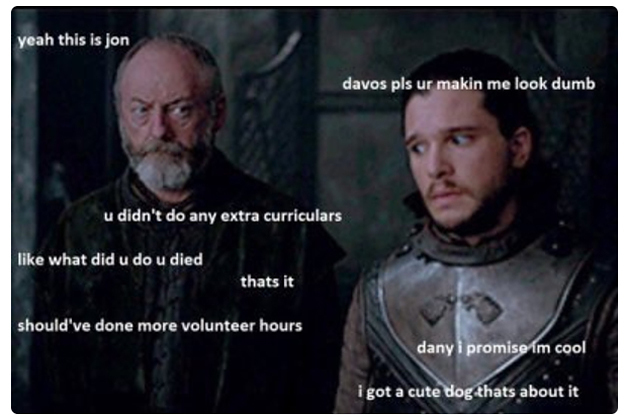 yeah this is jon
davos pls ur makin me look dumb
u didn't do any extra curriculars
like what did u do u died
thats it
should've done more volunteer hours
dany i promise im cool
i got a cute dog thats about it